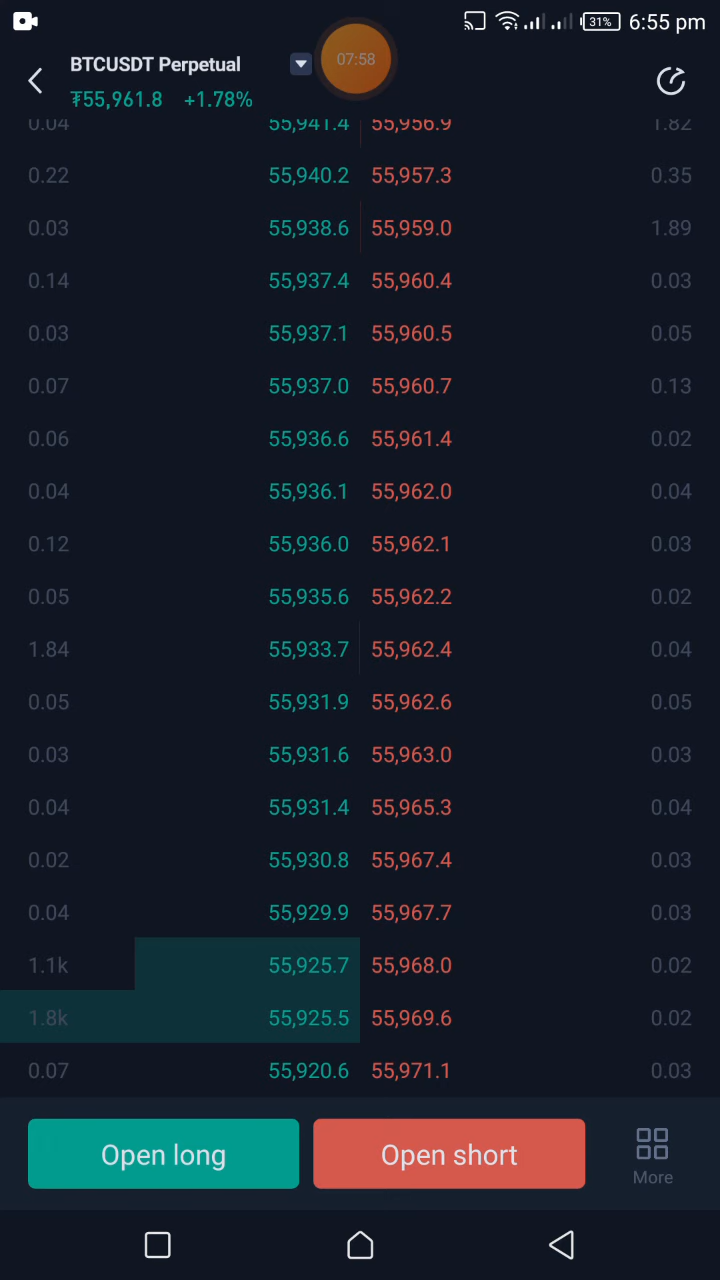 31% 6:55 pm
BTCUSDT Perpetual
07:58
₮55,961.8 +1.78%
0.04 55,941.4 55,956.9 1.82
0.22 55,940.2 55,957.3 0.35
0.03 55,938.6 55,959.0 1.89
0.14 55,937.4 55,960.4 0.03
0.03 55,937.1 55,960.5 0.05
0.07 55,937.0 55,960.7 0.13
0.06 55,936.6 55,961.4 0.02
0.04 55,936.1 55,962.0 0.04
0.12 55,936.0 55,962.1 0.03
0.05 55,935.6 55,962.2 0.02
1.84 55,933.7 55,962.4 0.04
0.05 55,931.9 55,962.6 0.05
0.03 55,931.6 55,963.0 0.03
0.04 55,931.4 55,965.3 0.04
0.02 55,930.8 55,967.4 0.03
0.04 55,929.9 55,967.7 0.03
1.1k 55,925.7 55,968.0 0.02
1.8k 55,925.5 55,969.6 0.02
0.07 55,920.6 55,971.1 0.03
Open long Open short More